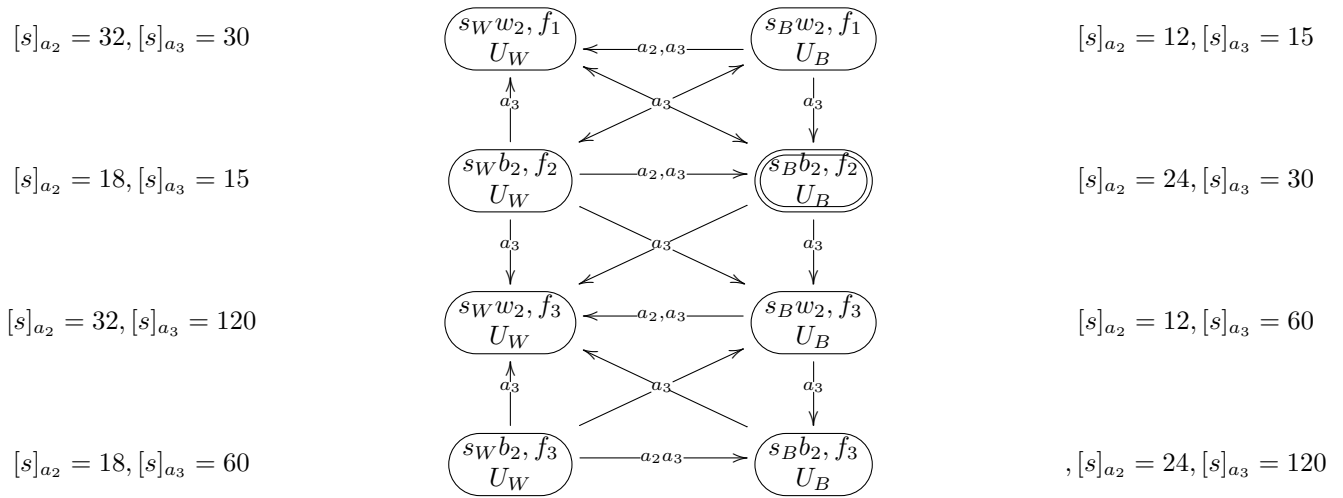 [s]_{a_2} = 32, [s]_{a_3} = 30
s_W w_2, f_1
U_W
a_2,a_3
s_B w_2, f_1
U_B
[s]_{a_2} = 12, [s]_{a_3} = 15
a_3
a_3
a_3
[s]_{a_2} = 18, [s]_{a_3} = 15
s_W b_2, f_2
U_W
a_2,a_3
s_B b_2, f_2
U_B
[s]_{a_2} = 24, [s]_{a_3} = 30
a_3
a_3
a_3
[s]_{a_2} = 32, [s]_{a_3} = 120
s_W w_2, f_3
U_W
a_2,a_3
s_B w_2, f_3
U_B
[s]_{a_2} = 12, [s]_{a_3} = 60
a_3
a_3
a_3
[s]_{a_2} = 18, [s]_{a_3} = 60
s_W b_2, f_3
U_W
a_2a_3
s_B b_2, f_3
U_B
, [s]_{a_2} = 24, [s]_{a_3} = 120